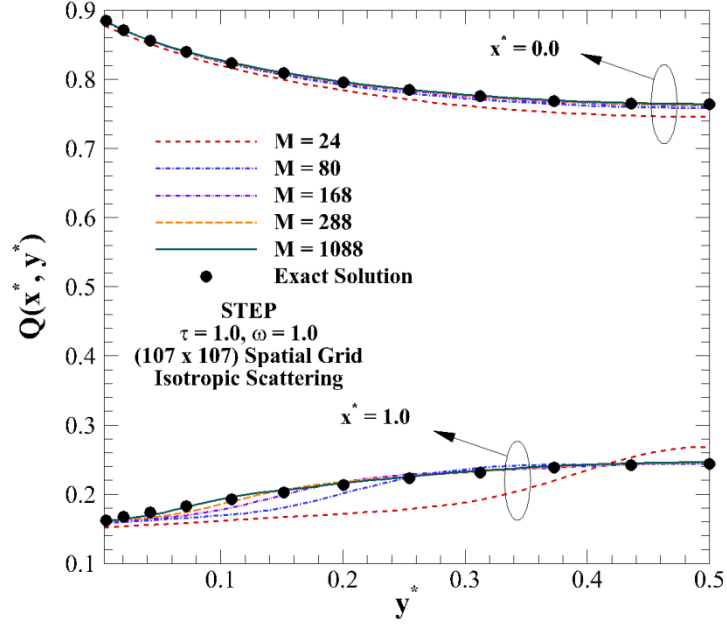 0.9
0.8
0.7
0.6
0.9
0.5
0.4
0.3
0.2
0.1
Q(x*, y*)
x* = 0.0
M = 24
M = 80
M = 168
M = 288
M = 1088
Exact Solution
STEP
τ = 1.0, ω = 1.0
(107 x 107) Spatial Grid
Isotropic Scattering
x* = 1.0
0.1
0.2
0.3
0.4
0.5
y*